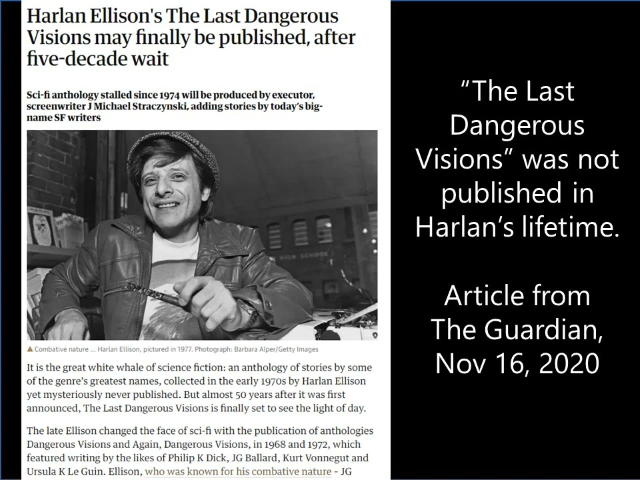 Harlan Ellison's The Last Dangerous
Visions may finally be published, after
five-decade wait
Sci-fi anthology stalled since 1974 will be produced by executor,
screenwriter J Michael Straczynski, adding stories by today's big-
name SF writers
▲ Combative nature ... Harlan Ellison, pictured in 1977. Photograph: Barbara Alper/Getty Images
It is the great white whale of science fiction: an anthology of stories by some
of the genre's greatest names, collected in the early 1970s by Harlan Ellison
yet mysteriously never published. But almost 50 years after it was first
announced, The Last Dangerous Visions is finally set to see the light of day.
The late Ellison changed the face of sci-fi with the publication of anthologies
Dangerous Visions and Again, Dangerous Visions, in 1968 and 1972, which
featured writing by the likes of Philip K Dick, JG Ballard, Kurt Vonnegut and
Ursula K Le Guin. Ellison, who was known for his combative nature – JG
“The Last
Dangerous
Visions” was not
published in
Harlan’s lifetime.
Article from
The Guardian,
Nov 16, 2020